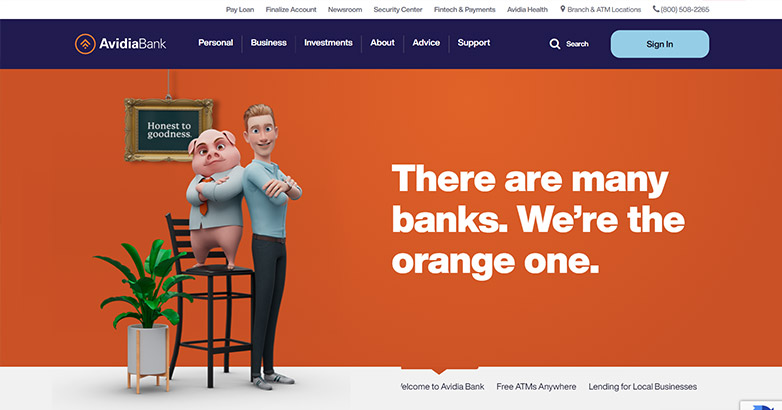 Pay Loan Finalize Account Newsroom Security Center Fintech & Payments Avidia Health Branch & ATM Locations (800) 508-2265
AvidiaBank Personal Business Investments About Advice Support Search Sign In
Honest to
goodness.
There are many
banks. We're the
orange one.
elcome to Avidia Bank Free ATMs Anywhere Lending for Local Businesses